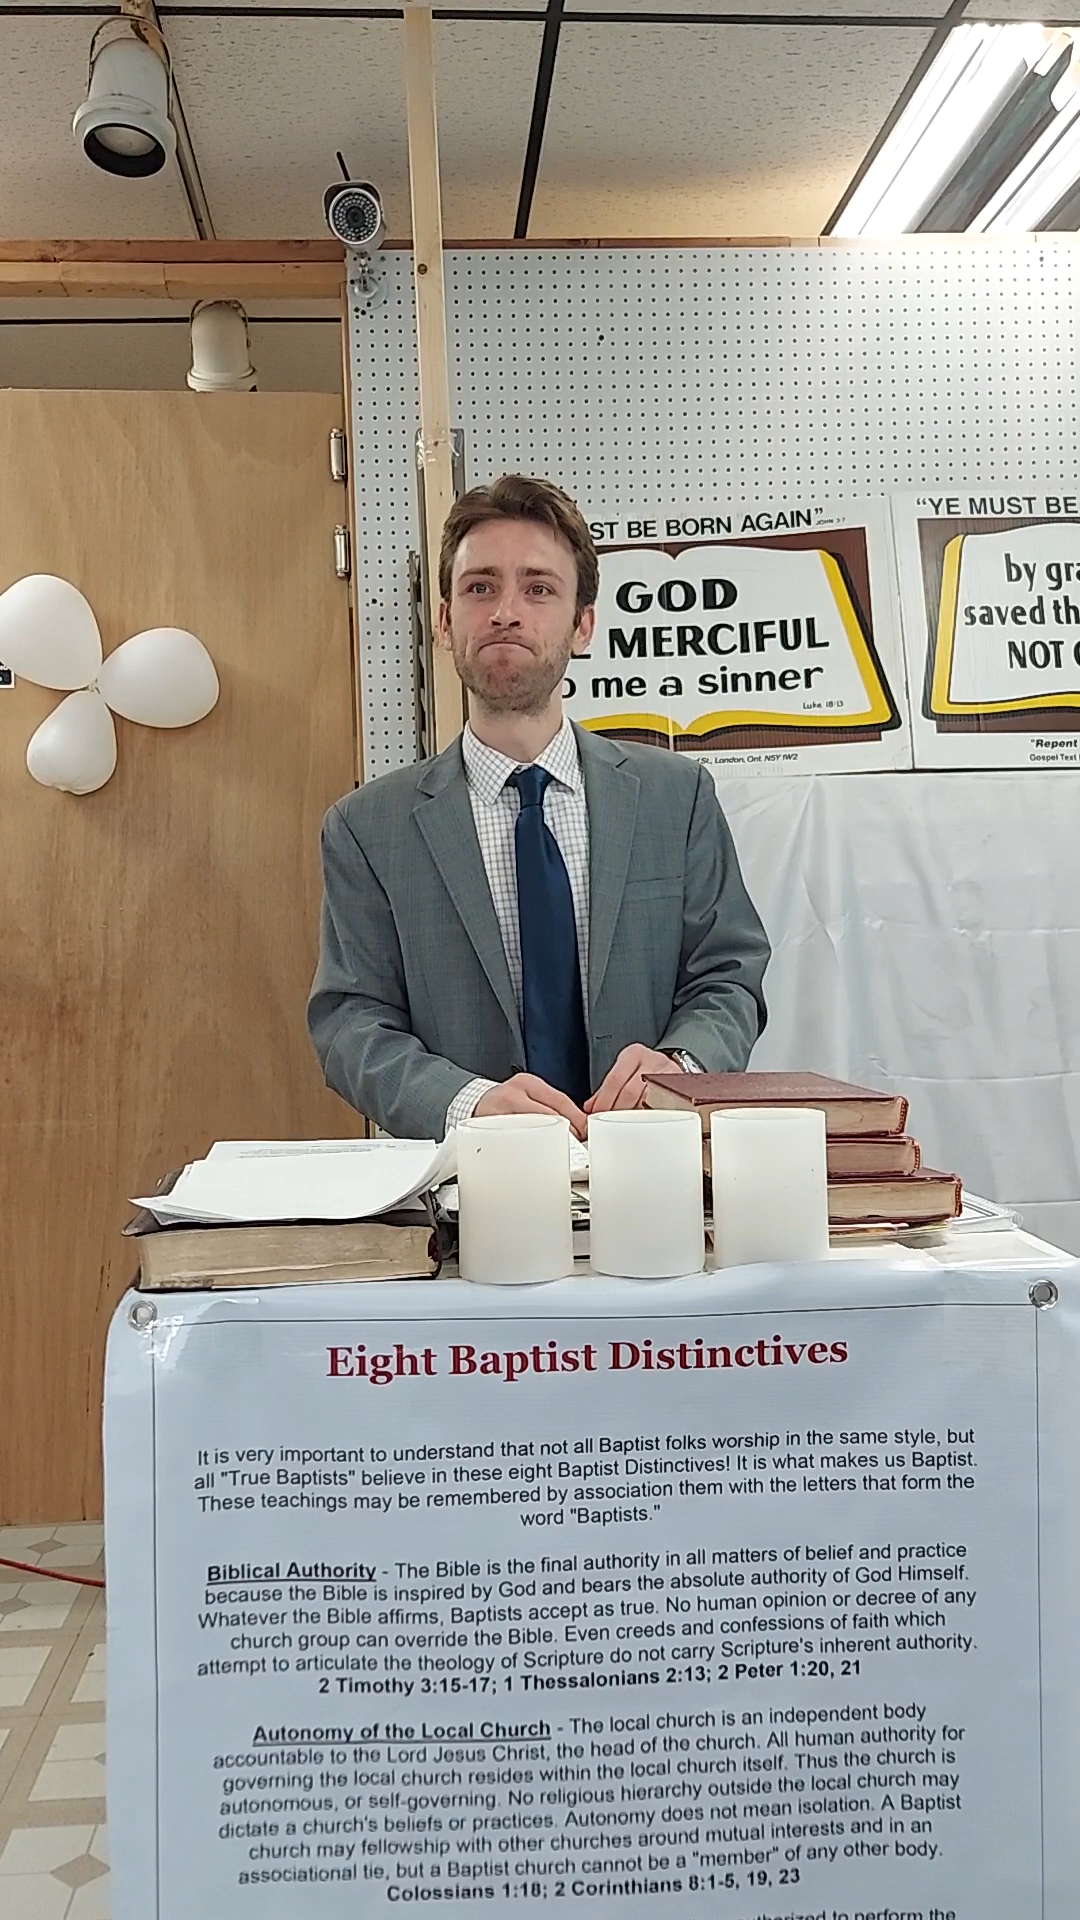 ST BE BORN AGAIN" JOHN 3:7
GOD
MERCIFUL
me a sinner
Luke 18:13
St., London, Ont. N5Y 1W2
"YE MUST BE
by gra
saved th
NOT
"Repent
Gospel Text
Eight Baptist Distinctives
It is very important to understand that not all Baptist folks worship in the same style, but
all "True Baptists" believe in these eight Baptist Distinctives! It is what makes us Baptist.
These teachings may be remembered by association them with the letters that form the
word "Baptists."
Biblical Authority - The Bible is the final authority in all matters of belief and practice
because the Bible is inspired by God and bears the absolute authority of God Himself.
Whatever the Bible affirms, Baptists accept as true. No human opinion or decree of any
church group can override the Bible. Even creeds and confessions of faith which
attempt to articulate the theology of Scripture do not carry Scripture's inherent authority.
2 Timothy 3:15-17; 1 Thessalonians 2:13; 2 Peter 1:20, 21
Autonomy of the Local Church - The local church is an independent body
accountable to the Lord Jesus Christ, the head of the church. All human authority for
governing the local church resides within the local church itself. Thus the church is
autonomous, or self-governing. No religious hierarchy outside the local church may
dictate a church's beliefs or practices. Autonomy does not mean isolation. A Baptist
church may fellowship with other churches around mutual interests and in an
associational tie, but a Baptist church cannot be a "member" of any other body.
Colossians 1:18; 2 Corinthians 8:1-5, 19, 23
to perform the